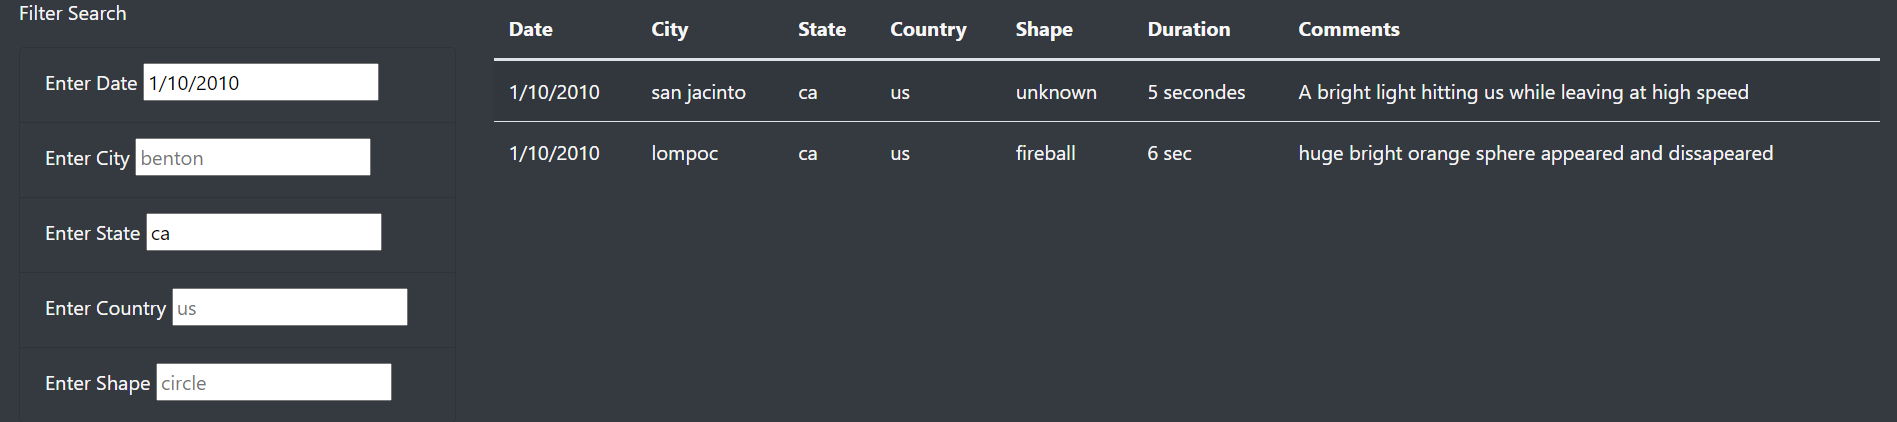 Filter Search
Enter Date 1/10/2010
Enter City benton
Enter State ca
Enter Country us
Enter Shape circle
Date City State Country Shape Duration Comments
1/10/2010 san jacinto ca us unknown 5 secondes A bright light hitting us while leaving at high speed
1/10/2010 lompoc ca us fireball 6 sec huge bright orange sphere appeared and dissapeared